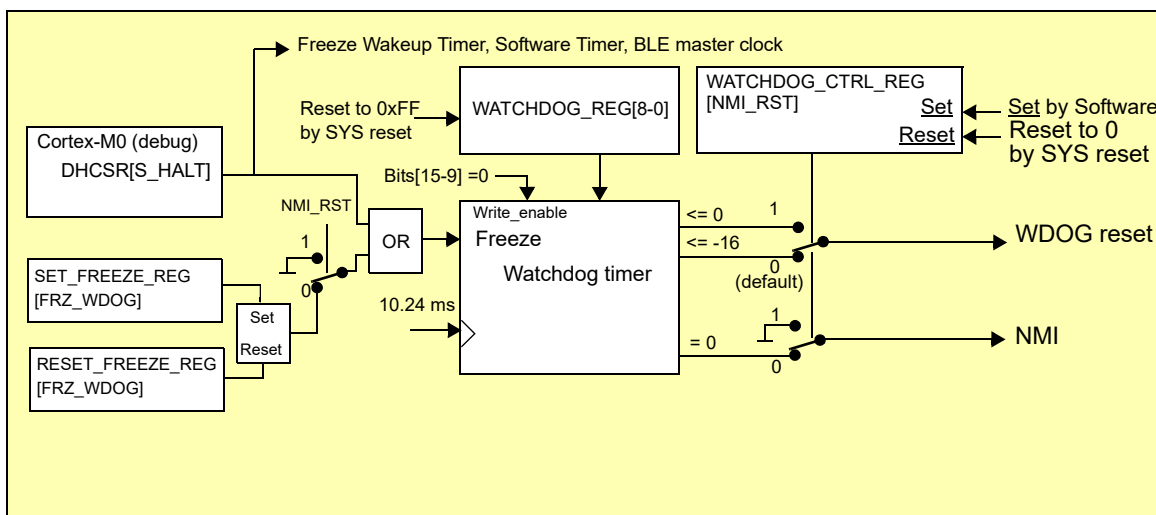 Freeze Wakeup Timer, Software Timer, BLE master clock
WATCHDOG_CTRL_REG
[NMI_RST]
Set
Reset
Set by Software
Reset to 0
by SYS reset
Reset to 0xFF
by SYS reset
WATCHDOG_REG[8-0]
Cortex-M0 (debug)
DHCSR[S_HALT]
Bits[15-9] =0
NMI_RST
1
0
OR
Write_enable
Freeze
Watchdog timer
<= 0
<= -16
1
0
(default)
WDOG reset
SET_FREEZE_REG
[FRZ_WDOG]
Set
Reset
10.24 ms
RESET_FREEZE_REG
[FRZ_WDOG]
= 0
1
0
NMI